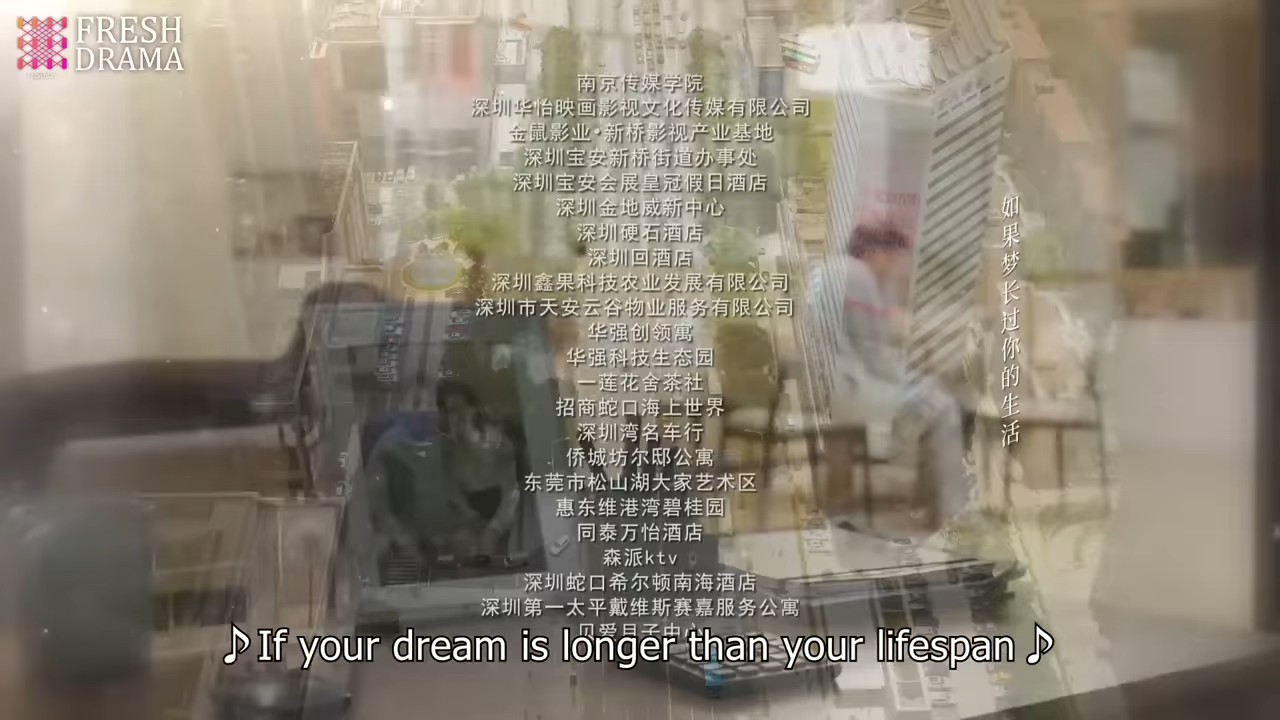 FRESH
DRAMA
南京传媒学院
深圳华怡映画影视文化传媒有限公司
金鼠影业•新桥影视产业基地
深圳宝安新桥街道办事处
深圳宝安会展皇冠假日酒店
深圳金地威新中心
深圳硬石酒店
深圳回酒店
深圳鑫果科技农业发展有限公司
深圳市天安云谷物业服务有限公司
华强创领寓
华强科技生态园
一莲花舍茶社
招商蛇口海上世界
深圳湾名车行
侨城坊尔邸公寓
东莞市松山湖大家艺术区
惠东维港湾碧桂园
同泰万怡酒店
森派ktv
深圳蛇口希尔顿南海酒店
深圳第一太平戴维斯赛嘉服务公寓
贝爱月子中心
如果梦长过你的生活
♪If your dream is longer than your lifespan♪